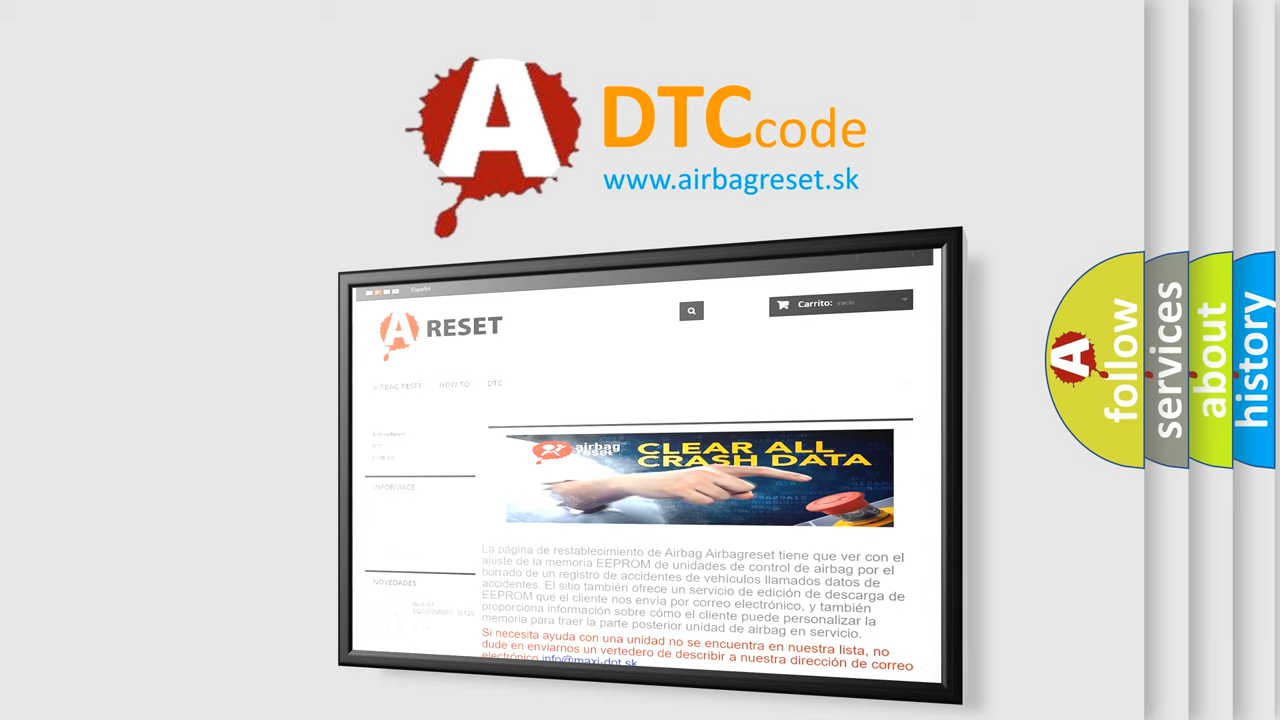 A
DTCcode
www.airbagreset.sk
Español
A RESET
Carrito: vacío
AIRBAG RESET HOW TO DTC
INFORMACE
NOVEDADES
airbag
reset
CLEAR ALL
CRASH DATA
La página de restablecimiento de Airbag Airbagreset tiene que ver con el
ajuste de la memoria EEPROM de unidades de control de airbag por el
borrado de un registro de accidentes de vehículos llamados datos de
accidentes. El sitio también ofrece un servicio de edición de descarga de
EEPROM que el cliente nos envía por correo electrónico, y también
proporciona información sobre cómo el cliente puede personalizar la
memoria para traer la parte posterior unidad de airbag en servicio.
Si necesita ayuda con una unidad no se encuentra en nuestra lista, no
dude en enviarnos un vertedero de describir a nuestra dirección de correo
electrónico info@maxi-dot.sk
A
follow
services
about
history